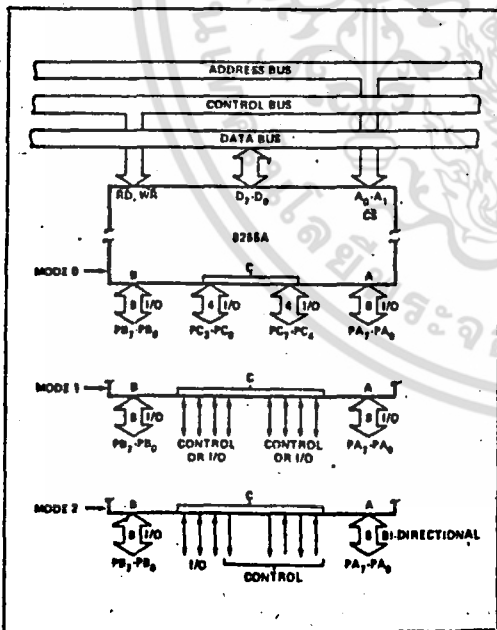 ADDRESS BUS
CONTROL BUS
DATA BUS
RD, WR D7-D0 A0-A1
CS
8255A
MODE 0 B C A
8 I/O 4 I/O 4 I/O 8 I/O
PB7-PB0 PC3-PC0 PC7-PC4 PA7-PA0
MODE 1 B C A
8 I/O CONTROL CONTROL 8 I/O
PB7-PB0 OR I/O OR I/O PA7-PA0
MODE 2 B C A
8 I/O 8 BI-DIRECTIONAL
PB7-PB0 I/O CONTROL PA7-PA0